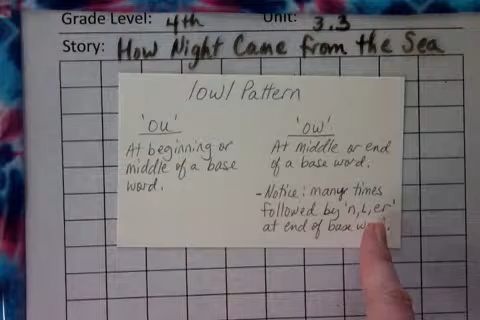 Grade Level: 4th Unit: 3.3
Story: How Night Came from the Sea
/ow/ Pattern
'ou'
At beginning or
middle of a base
word.
'ow'
At middle or end
of a base word.
- Notice: many times
followed by 'n, l, er'
at end of base word.